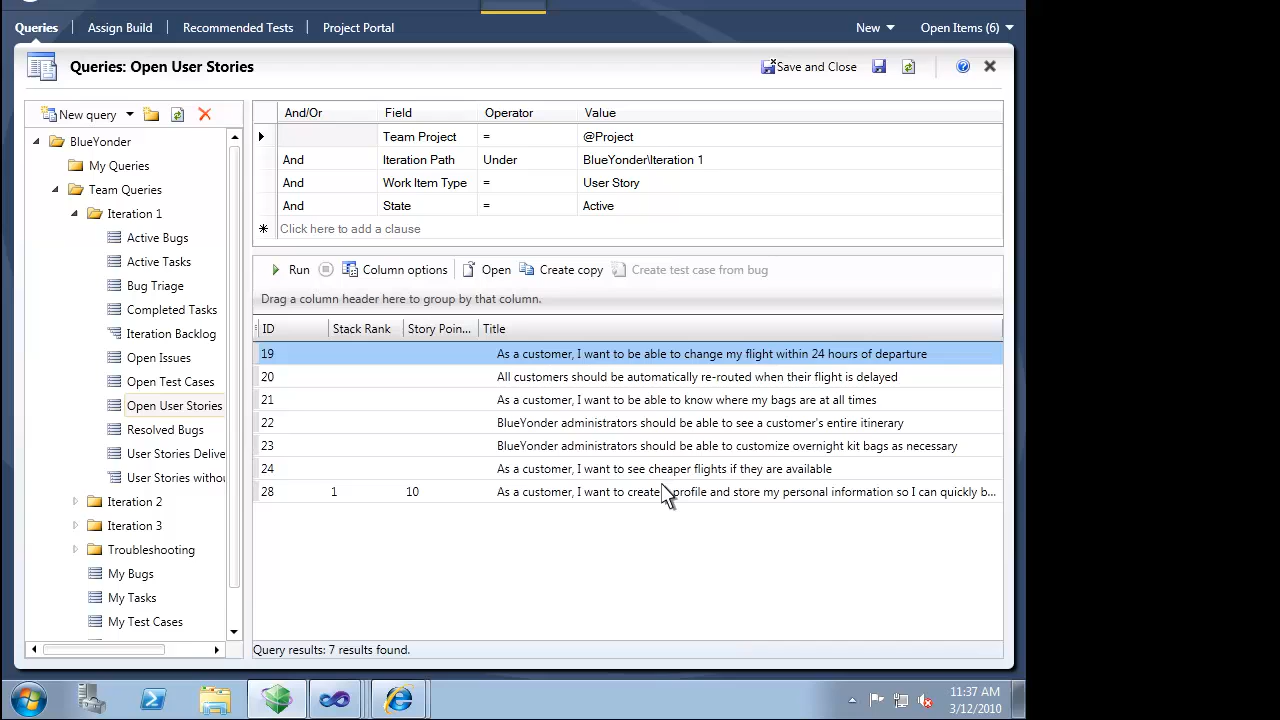 Queries Assign Build Recommended Tests Project Portal New Open Items (6)
Queries: Open User Stories Save and Close
New query
BlueYonder
My Queries
Team Queries
Iteration 1
Active Bugs
Active Tasks
Bug Triage
Completed Tasks
Iteration Backlog
Open Issues
Open Test Cases
Open User Stories
Resolved Bugs
User Stories Delive
User Stories withou
Iteration 2
Iteration 3
Troubleshooting
My Bugs
My Tasks
My Test Cases
And/Or Field Operator Value
Team Project = @Project
And Iteration Path Under BlueYonder\Iteration 1
And Work Item Type = User Story
And State = Active
Click here to add a clause
Run Column options Open Create copy Create test case from bug
Drag a column header here to group by that column.
ID Stack Rank Story Poin... Title
19 As a customer, I want to be able to change my flight within 24 hours of departure
20 All customers should be automatically re-routed when their flight is delayed
21 As a customer, I want to be able to know where my bags are at all times
22 BlueYonder administrators should be able to see a customer's entire itinerary
23 BlueYonder administrators should be able to customize overnight kit bags as necessary
24 As a customer, I want to see cheaper flights if they are available
28 1 10 As a customer, I want to create profile and store my personal information so I can quickly b...
Query results: 7 results found.
11:37 AM
3/12/2010